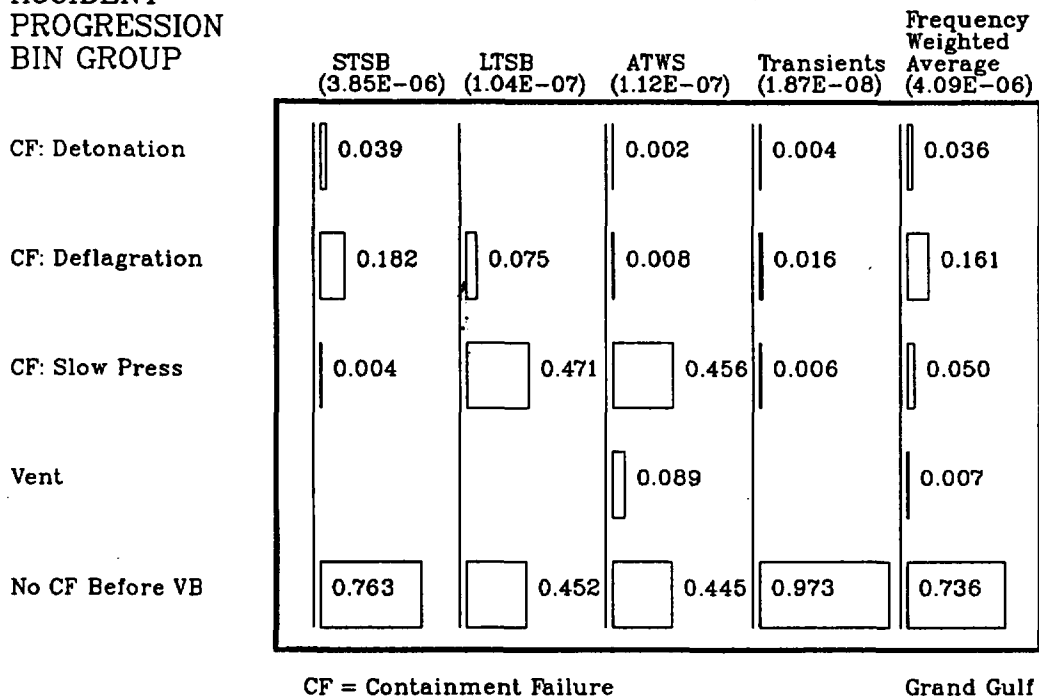 ACCIDENT
PROGRESSION
BIN GROUP
STSB
(3.85E-06)
LTSB
(1.04E-07)
ATWS
(1.12E-07)
Transients
(1.87E-08)
Frequency
Weighted
Average
(4.09E-06)
CF: Detonation 0.039 0.002 0.004 0.036
CF: Deflagration 0.182 0.075 0.008 0.016 0.161
CF: Slow Press 0.004 0.471 0.456 0.006 0.050
Vent 0.089 0.007
No CF Before VB 0.763 0.452 0.445 0.973 0.736
CF = Containment Failure Grand Gulf